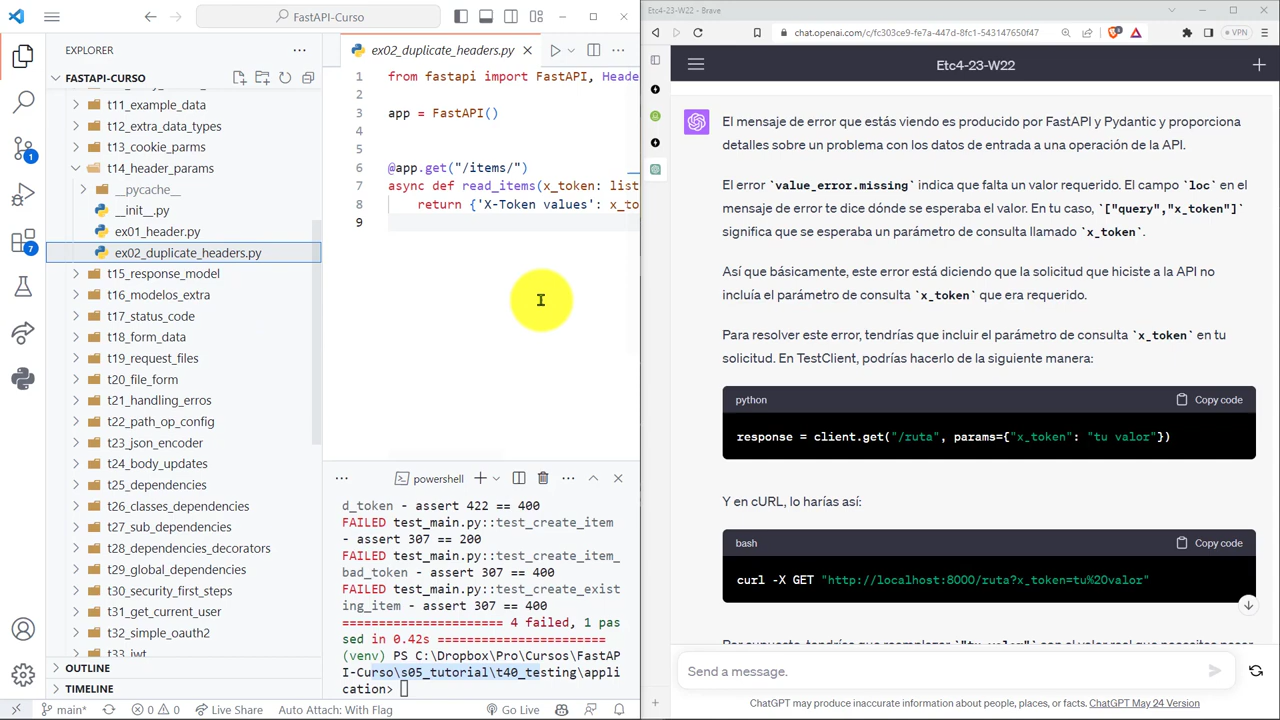 FastAPI-Curso
EXPLORER
FASTAPI-CURSO
t11_example_data
t12_extra_data_types
t13_cookie_parms
t14_header_params
__pycache__
__init__.py
ex01_header.py
ex02_duplicate_headers.py
t15_response_model
t16_modelos_extra
t17_status_code
t18_form_data
t19_request_files
t20_file_form
t21_handling_erros
t22_path_op_config
t23_json_encoder
t24_body_updates
t25_dependencies
t26_classes_dependencies
t27_sub_dependencies
t28_dependencies_decorators
t29_global_dependencies
t30_security_first_steps
t31_get_current_user
t32_simple_oauth2
t33_jwt
OUTLINE
TIMELINE
1
7
ex02_duplicate_headers.py
1 from fastapi import FastAPI, Heade
2
3 app = FastAPI()
4
5
6 @app.get("/items/")
7 async def read_items(x_token: list
8 return {'X-Token values': x_to
9
powershell
d_token - assert 422 == 400
FAILED test_main.py::test_create_item
- assert 307 == 200
FAILED test_main.py::test_create_item_
bad_token - assert 307 == 400
FAILED test_main.py::test_create_exist
ing_item - assert 307 == 400
====================== 4 failed, 1 pas
sed in 0.42s =======================
(venv) PS C:\Dropbox\Pro\Cursos\FastAP
I-Curso\s05_tutorial\t40_testing\appli
cation>
main*
0 0
Live Share
Auto Attach: With Flag
Go Live
Etc4-23-W22 - Brave
chat.openai.com/c/fc303ce9-fe7a-447d-8fc1-543147650f47
VPN
Etc4-23-W22
El mensaje de error que estás viendo es producido por FastAPI y Pydantic y proporciona
detalles sobre un problema con los datos de entrada a una operación de la API.
El error `value_error.missing` indica que falta un valor requerido. El campo `loc` en el
mensaje de error te dice dónde se esperaba el valor. En tu caso, `["query","x_token"]`
significa que se esperaba un parámetro de consulta llamado `x_token`.
Así que básicamente, este error está diciendo que la solicitud que hiciste a la API no
incluía el parámetro de consulta `x_token` que era requerido.
Para resolver este error, tendrías que incluir el parámetro de consulta `x_token` en tu
solicitud. En TestClient, podrías hacerlo de la siguiente manera:
python
Copy code
response = client.get("/ruta", params={"x_token": "tu valor"})
Y en cURL, lo harías así:
bash
Copy code
curl -X GET "http://localhost:8000/ruta?x_token=tu%20valor"
Send a message.
ChatGPT may produce inaccurate information about people, places, or facts. ChatGPT May 24 Version